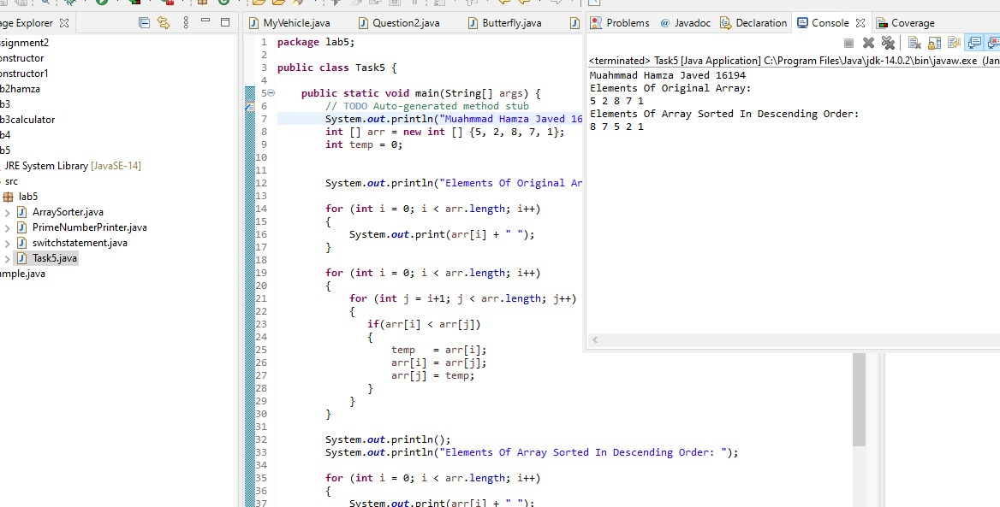 age Explorer
ssignment2
onstructor
onstructor1
b2hamza
b3
b3calculator
b4
b5
JRE System Library [JavaSE-14]
src
lab5
ArraySorter.java
PrimeNumberPrinter.java
switchstatement.java
Task5.java
ample.java
MyVehicle.java Question2.java Butterfly.java
1 package lab5;
2
3 public class Task5 {
4
5 public static void main(String[] args) {
6 // TODO Auto-generated method stub
7 System.out.println("Muahmmad Hamza Javed 16
8 int [] arr = new int [] {5, 2, 8, 7, 1};
9 int temp = 0;
10
11
12 System.out.println("Elements Of Original Ar
13
14 for (int i = 0; i < arr.length; i++)
15 {
16 System.out.print(arr[i] + " ");
17 }
18
19 for (int i = 0; i < arr.length; i++)
20 {
21 for (int j = i+1; j < arr.length; j++)
22 {
23 if(arr[i] < arr[j])
24 {
25 temp = arr[i];
26 arr[i] = arr[j];
27 arr[j] = temp;
28 }
29 }
30 }
31
32 System.out.println();
33 System.out.println("Elements Of Array Sorted In Descending Order: ");
34
35 for (int i = 0; i < arr.length; i++)
36 {
37 System.out.print(arr[i] + " ");
Problems Javadoc Declaration Console Coverage
<terminated> Task5 [Java Application] C:\Program Files\Java\jdk-14.0.2\bin\javaw.exe (Jan
Muahmmad Hamza Javed 16194
Elements Of Original Array:
5 2 8 7 1
Elements Of Array Sorted In Descending Order:
8 7 5 2 1